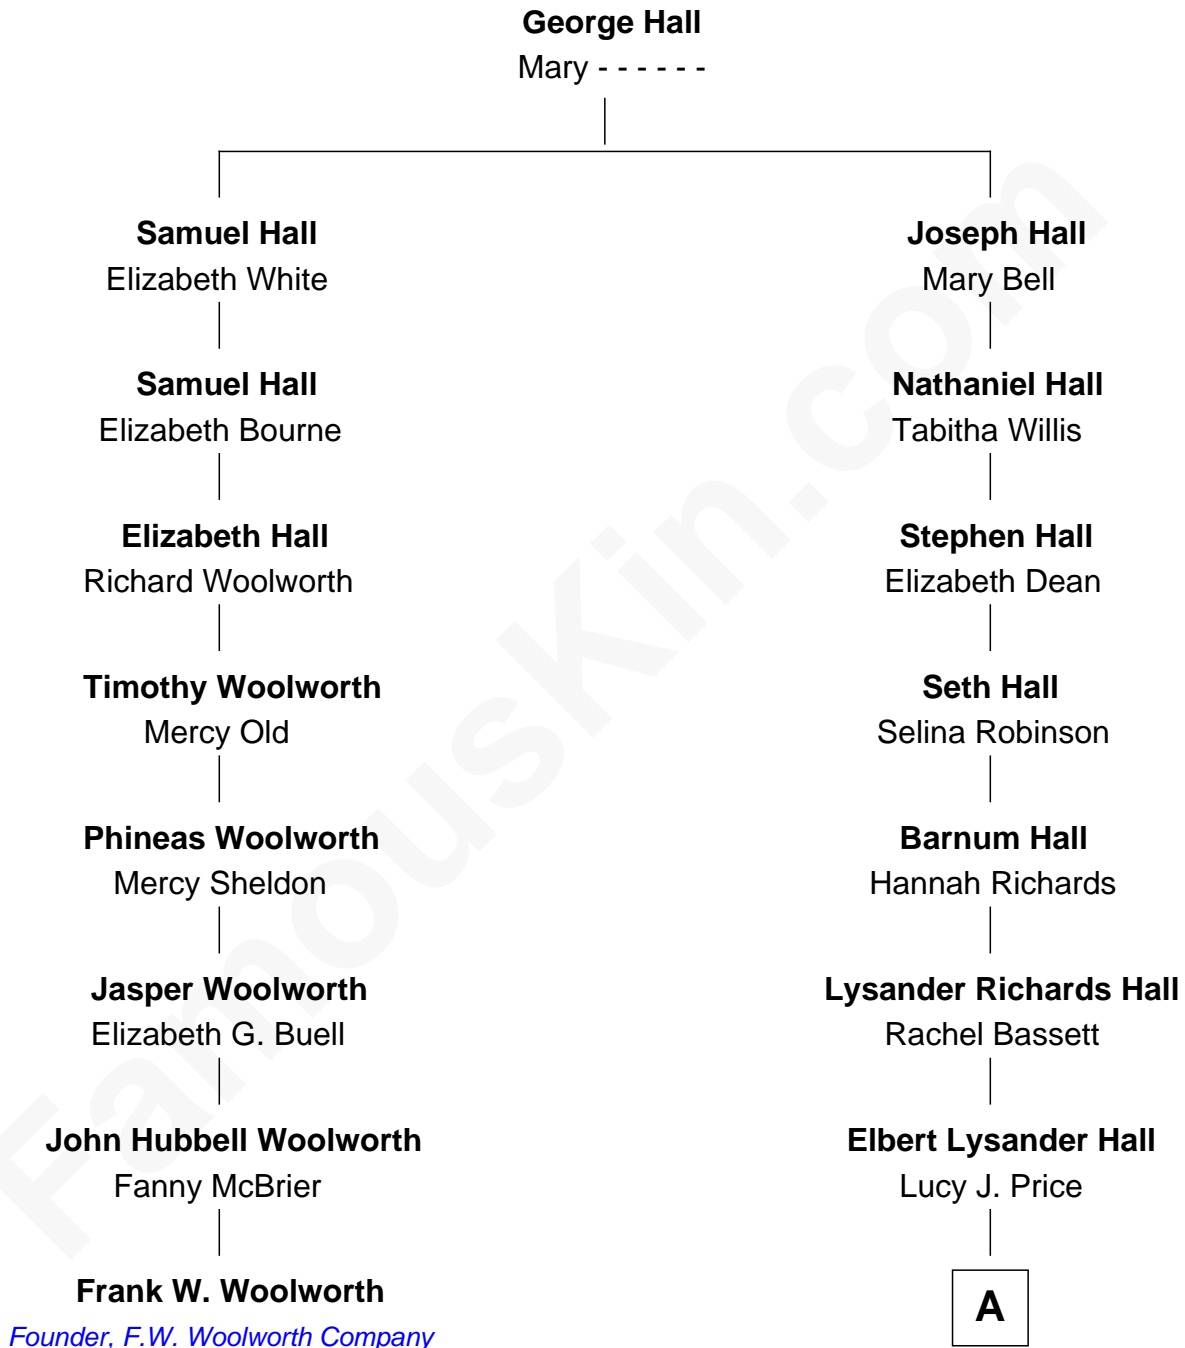 George Hall
Mary - - - - - -
Samuel Hall
Elizabeth White
Joseph Hall
Mary Bell
Samuel Hall
Elizabeth Bourne
Nathaniel Hall
Tabitha Willis
Elizabeth Hall
Richard Woolworth
Stephen Hall
Elizabeth Dean
Timothy Woolworth
Mercy Old
Seth Hall
Selina Robinson
Phineas Woolworth
Mercy Sheldon
Barnum Hall
Hannah Richards
Jasper Woolworth
Elizabeth G. Buell
Lysander Richards Hall
Rachel Bassett
John Hubbell Woolworth
Fanny McBrier
Elbert Lysander Hall
Lucy J. Price
Frank W. Woolworth
Founder, F.W. Woolworth Company
A
FamousKin.com